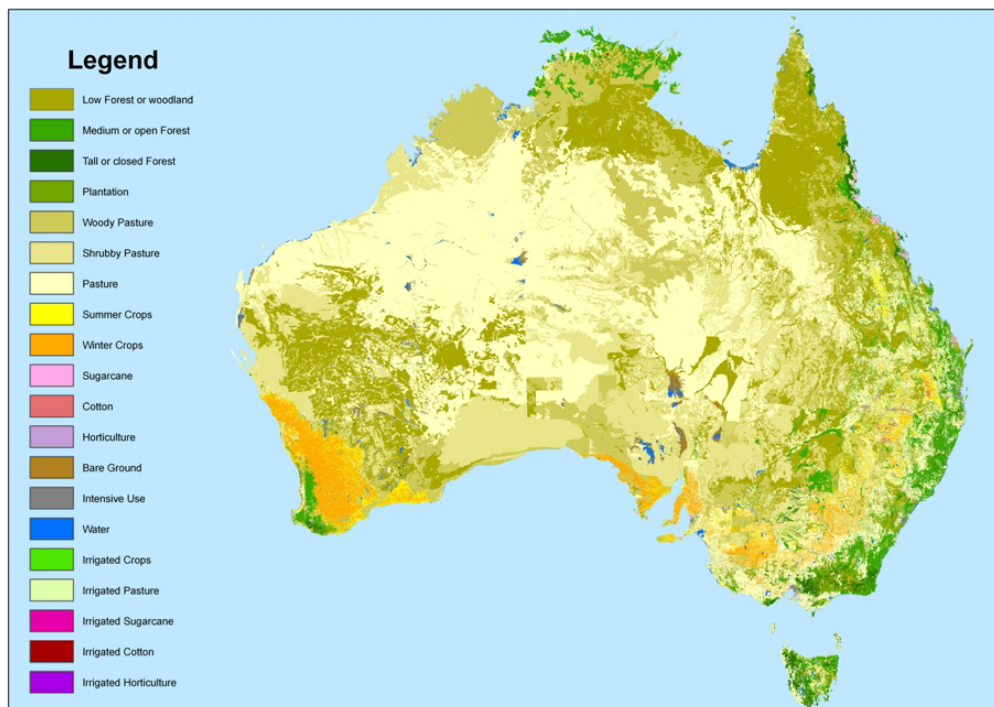 Legend
Low Forest or woodland
Medium or open Forest
Tall or closed Forest
Plantation
Woody Pasture
Shrubby Pasture
Pasture
Summer Crops
Winter Crops
Sugarcane
Cotton
Horticulture
Bare Ground
Intensive Use
Water
Irrigated Crops
Irrigated Pasture
Irrigated Sugarcane
Irrigated Cotton
Irrigated Horticulture